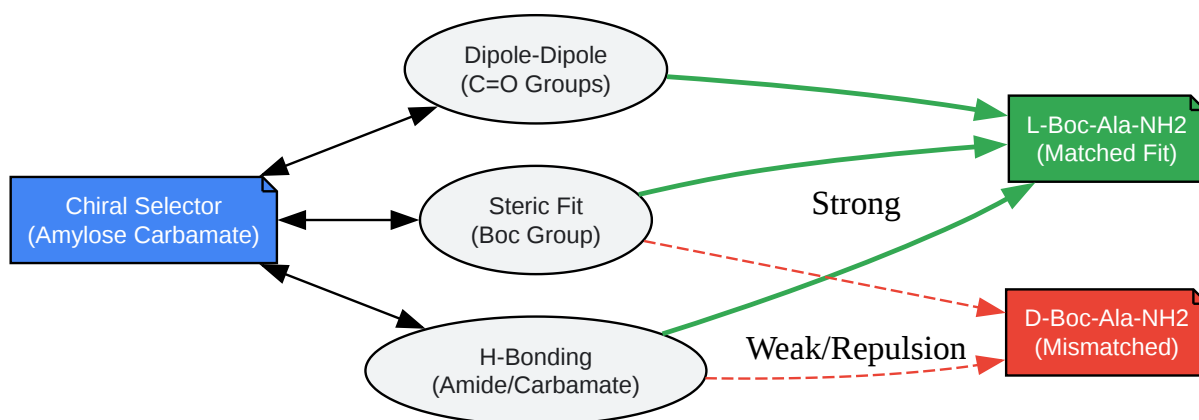 Dipole-Dipole
(C=O Groups)
L-Boc-Ala-NH2
(Matched Fit)
Chiral Selector
(Amylose Carbamate)
Steric Fit
(Boc Group)
Strong
D-Boc-Ala-NH2
(Mismatched)
H-Bonding
(Amide/Carbamate)
Weak/Repulsion